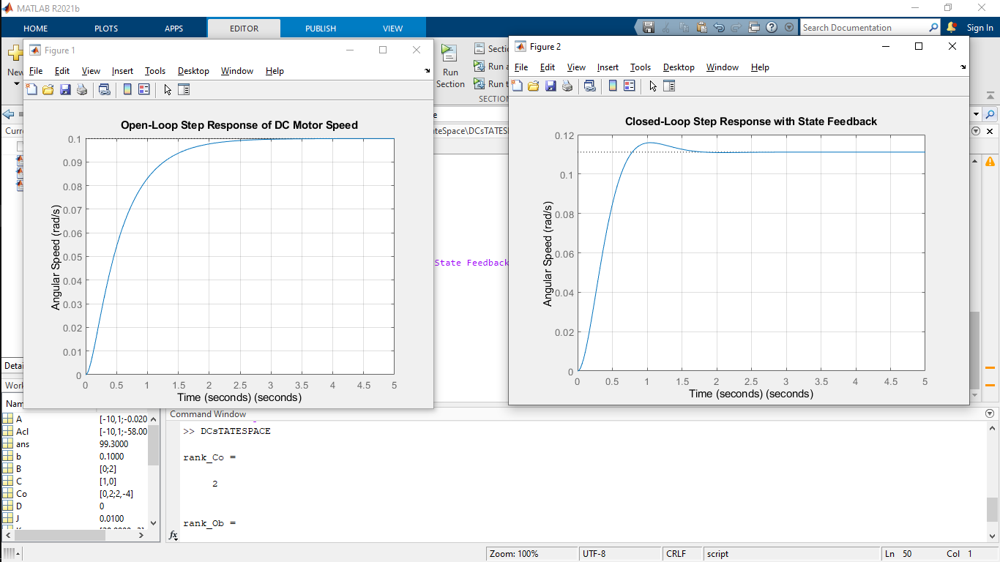 MATLAB R2021b
HOME PLOTS APPS EDITOR PUBLISH VIEW
Search Documentation
Sign In
New
Run
Section
Run
Run
SECTION
Figure 1
File Edit View Insert Tools Desktop Window Help
Open-Loop Step Response of DC Motor Speed
Angular Speed (rad/s)
0.1
0.09
0.08
0.07
0.06
0.05
0.04
0.03
0.02
0.01
0
0 0.5 1 1.5 2 2.5 3 3.5 4 4.5 5
Time (seconds) (seconds)
Figure 2
File Edit View Insert Tools Desktop Window Help
Closed-Loop Step Response with State Feedback
Angular Speed (rad/s)
0.12
0.1
0.08
0.06
0.04
0.02
0
0 0.5 1 1.5 2 2.5 3 3.5 4 4.5 5
Time (seconds) (seconds)
State Feedback
A [-10,1;-0.020
Acl [-10,1;-58.00
ans 99.3000
b 0.1000
B [0;2]
C [1,0]
Co [0,2;2,-4]
D 0
J 0.0100
Command Window
>> DCsTATESPACE
rank_Co =
2
rank_Ob =
fx
Zoom: 100% UTF-8 CRLF script Ln 50 Col 1